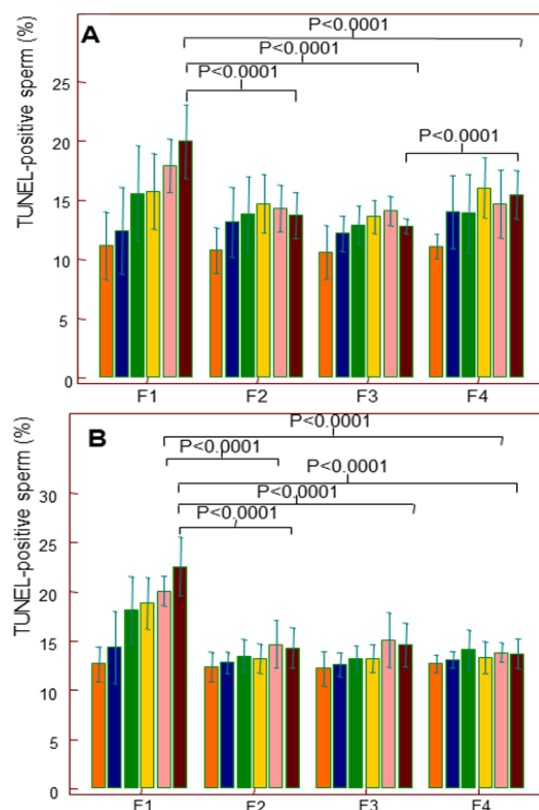 A
P<0.0001
P<0.0001
P<0.0001
P<0.0001
TUNEL-positive sperm (%)
25
20
15
10
5
0
F1 F2 F3 F4
B
P<0.0001
P<0.0001
P<0.0001
P<0.0001
P<0.0001
TUNEL-positive sperm (%)
30
25
20
15
10
5
0
F1 F2 F3 F4